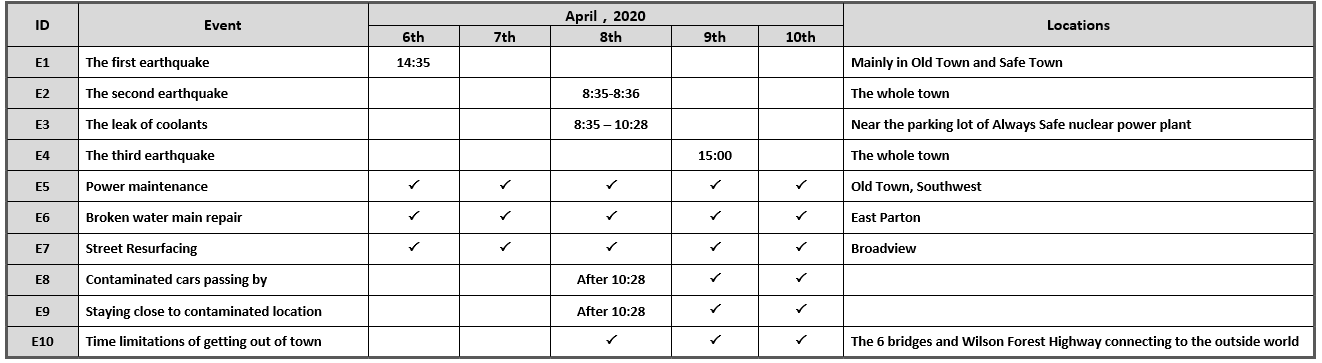 ID Event April , 2020 Locations
6th 7th 8th 9th 10th
E1 The first earthquake 14:35 Mainly in Old Town and Safe Town
E2 The second earthquake 8:35-8:36 The whole town
E3 The leak of coolants 8:35 – 10:28 Near the parking lot of Always Safe nuclear power plant
E4 The third earthquake 15:00 The whole town
E5 Power maintenance ✓ ✓ ✓ ✓ ✓ Old Town, Southwest
E6 Broken water main repair ✓ ✓ ✓ ✓ ✓ East Parton
E7 Street Resurfacing ✓ ✓ ✓ ✓ ✓ Broadview
E8 Contaminated cars passing by After 10:28 ✓ ✓
E9 Staying close to contaminated location After 10:28 ✓ ✓
E10 Time limitations of getting out of town ✓ ✓ ✓ The 6 bridges and Wilson Forest Highway connecting to the outside world